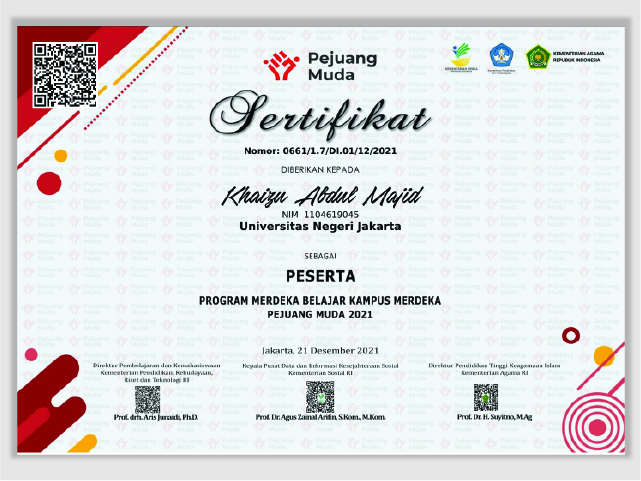 Pejuang
Muda
KEMENTERIAN SOSIAL
KEMENTERIAN AGAMA
REPUBLIK INDONESIA
Sertifikat
Nomor: 0661/1.7/DI.01/12/2021
DIBERIKAN KEPADA
Khaizu Abdul Majid
NIM 1104619045
Universitas Negeri Jakarta
SEBAGAI
PESERTA
PROGRAM MERDEKA BELAJAR KAMPUS MERDEKA
PEJUANG MUDA 2021
Jakarta, 21 Desember 2021
Direktur Pembelajaran dan Kemahasiswaan
Kementerian Pendidikan, Kebudayaan,
Riset dan Teknologi RI
Prof. drh. Aris Junaidi, Ph.D.
Kepala Pusat Data dan Informasi Kesejahteraan Sosial
Kementerian Sosial RI
Prof. Dr. Agus Zainal Arifin, S.Kom., M.Kom.
Direktur Pendidikan Tinggi Keagamaan Islam
Kementerian Agama RI
Prof. Dr. H. Suyitno, M.Ag